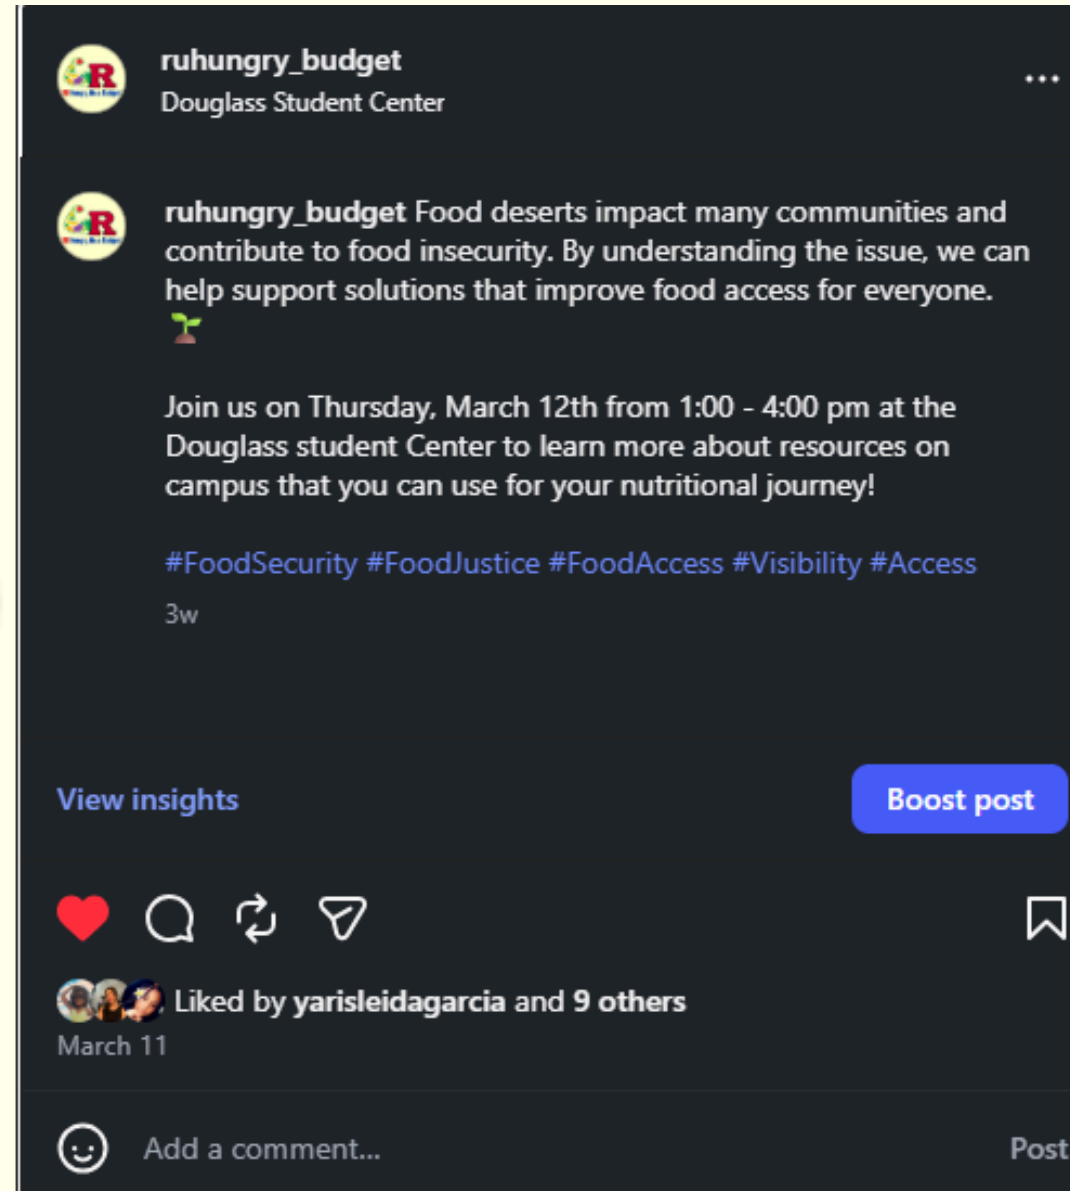 ruhungry_budget
Douglass Student Center
ruhungry_budget Food deserts impact many communities and
contribute to food insecurity. By understanding the issue, we can
help support solutions that improve food access for everyone.
🌱
Join us on Thursday, March 12th from 1:00 - 4:00 pm at the
Douglass student Center to learn more about resources on
campus that you can use for your nutritional journey!
#FoodSecurity #FoodJustice #FoodAccess #Visibility #Access
3w
View insights
Boost post
Liked by yarisleidagarcia and 9 others
March 11
Add a comment...
Post